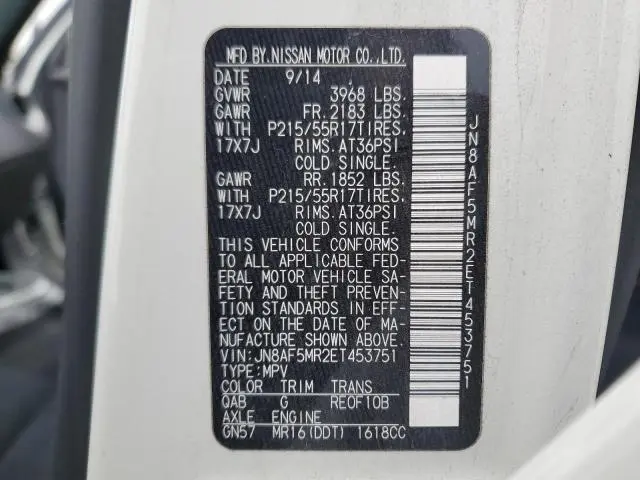 MFD BY.NISSAN MOTOR CO.,LTD.
DATE 9/14
GVWR 3968 LBS.
GAWR FR.2183 LBS.
WITH P215/55R17TIRES.
17X7J RIMS.AT36PSI
COLD SINGLE.
GAWR RR.1852 LBS.
WITH P215/55R17TIRES.
17X7J RIMS.AT36PSI
COLD SINGLE.
THIS VEHICLE CONFORMS
TO ALL APPLICABLE FED-
ERAL MOTOR VEHICLE SA-
FETY AND THEFT PREVEN-
TION STANDARDS IN EFF-
ECT ON THE DATE OF MA-
NUFACTURE SHOWN ABOVE.
VIN:JN8AF5MR2ET453751
TYPE:MPV
COLOR TRIM TRANS
QAB G REOF10B
AXLE ENGINE
GN57 MR16(DDT) 1618CC
JN8AF5MR2ET453751